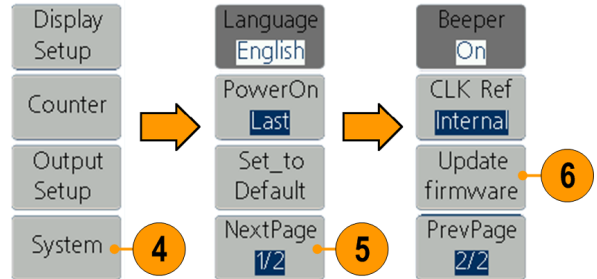 Display
Setup
Counter
Output
Setup
System
4
Language
English
PowerOn
Last
Set_to
Default
NextPage
1/2
5
Beeper
On
CLK Ref
Internal
Update
firmware
6
PrevPage
2/2